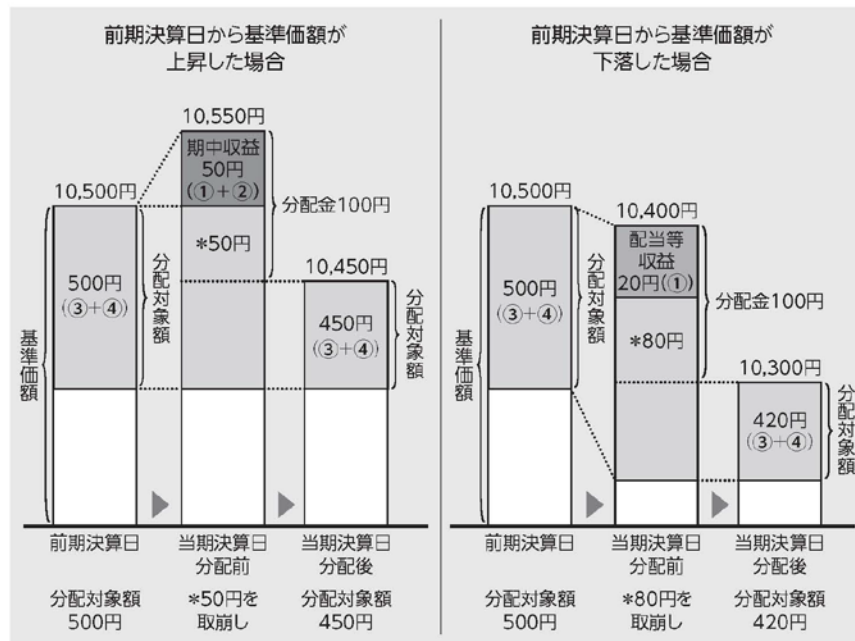 前期決算日から基準価額が
上昇した場合
10,550円
期中収益
50円
(①+②)
10,500円
分配金100円
*50円
10,450円
500円
(③+④)
分配対象額
450円
(③+④)
分配対象額
基準価額
前期決算日
当期決算日
分配前
当期決算日
分配後
分配対象額
500円
*50円を
取崩し
分配対象額
450円
前期決算日から基準価額が
下落した場合
10,500円
10,400円
配当等
収益
20円(①)
分配金100円
500円
(③+④)
分配対象額
*80円
10,300円
420円
(③+④)
分配対象額
基準価額
前期決算日
当期決算日
分配前
当期決算日
分配後
分配対象額
500円
*80円を
取崩し
分配対象額
420円